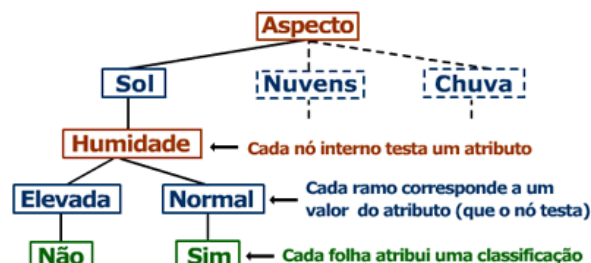 Aspecto
Sol
Nuvens
Chuva
Humidade
Cada nó interno testa um atributo
Elevada
Normal
Cada ramo corresponde a um
valor do atributo (que o nó testa)
Não
Sim
Cada folha atribui uma classificação